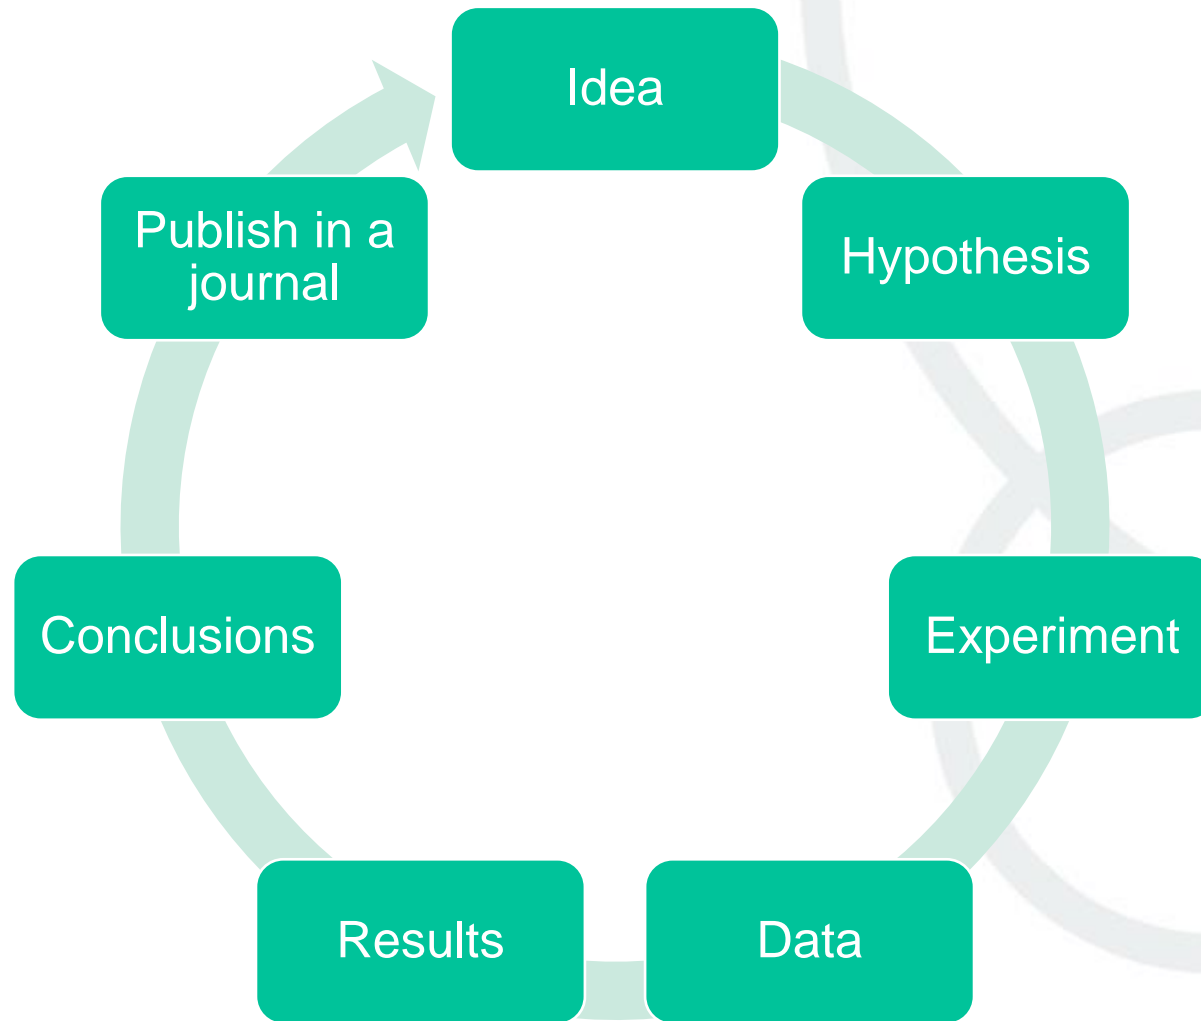 Idea
Hypothesis
Experiment
Data
Results
Conclusions
Publish in a
journal